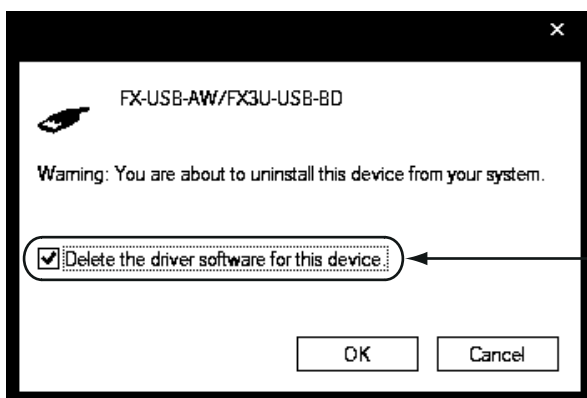 FX-USB-AW/FX3U-USB-BD
Warning: You are about to uninstall this device from your system.
Delete the driver software for this device.
OK
Cancel